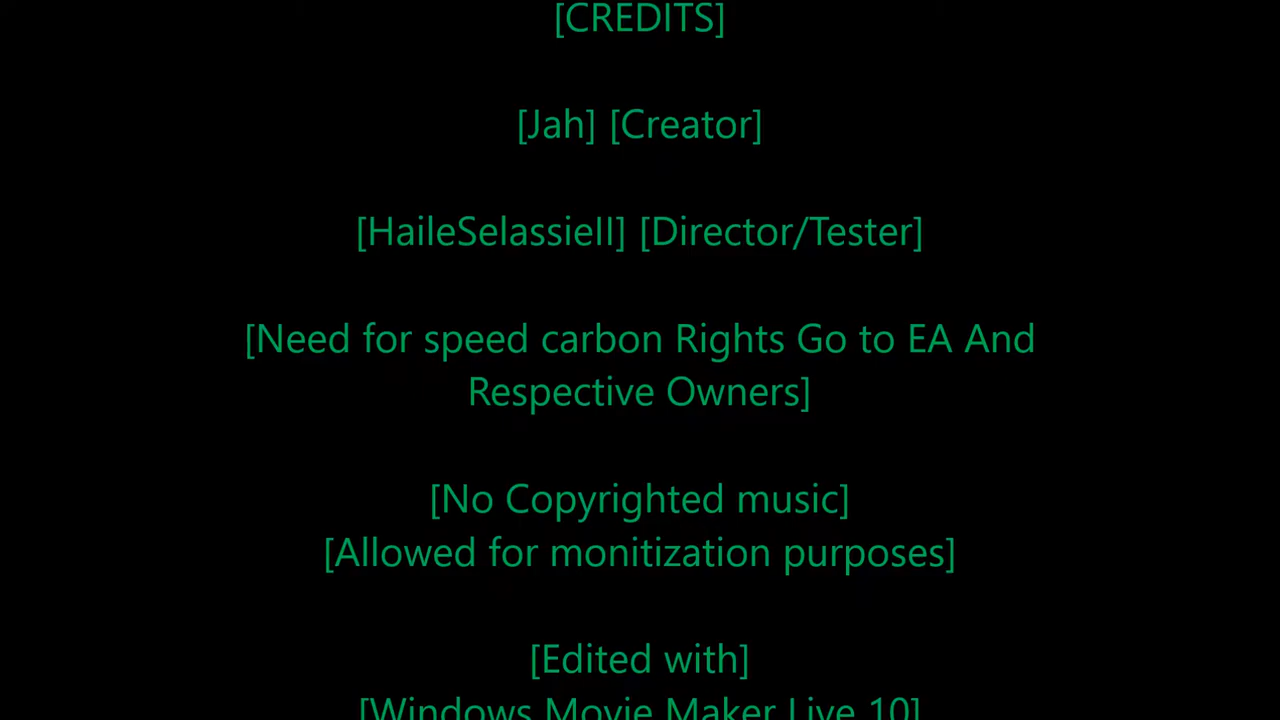 [CREDITS]
[Jah] [Creator]
[HaileSelassieII] [Director/Tester]
[Need for speed carbon Rights Go to EA And
Respective Owners]
[No Copyrighted music]
[Allowed for monitization purposes]
[Edited with]
[Windows Movie Maker Live 10]